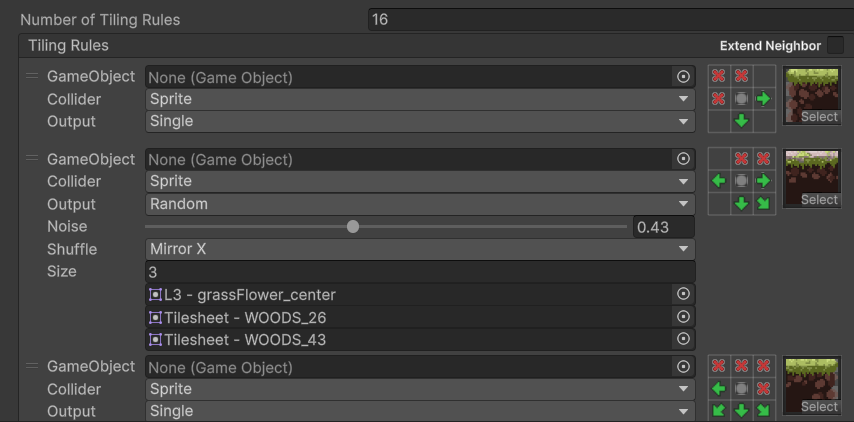 Number of Tiling Rules 16
Tiling Rules Extend Neighbor
GameObject None (Game Object)
Collider Sprite
Output Single
Select
GameObject None (Game Object)
Collider Sprite
Output Random
Select
Noise 0.43
Shuffle Mirror X
Size 3
L3 - grassFlower_center
Tilesheet - WOODS_26
Tilesheet - WOODS_43
GameObject None (Game Object)
Collider Sprite
Output Single
Select